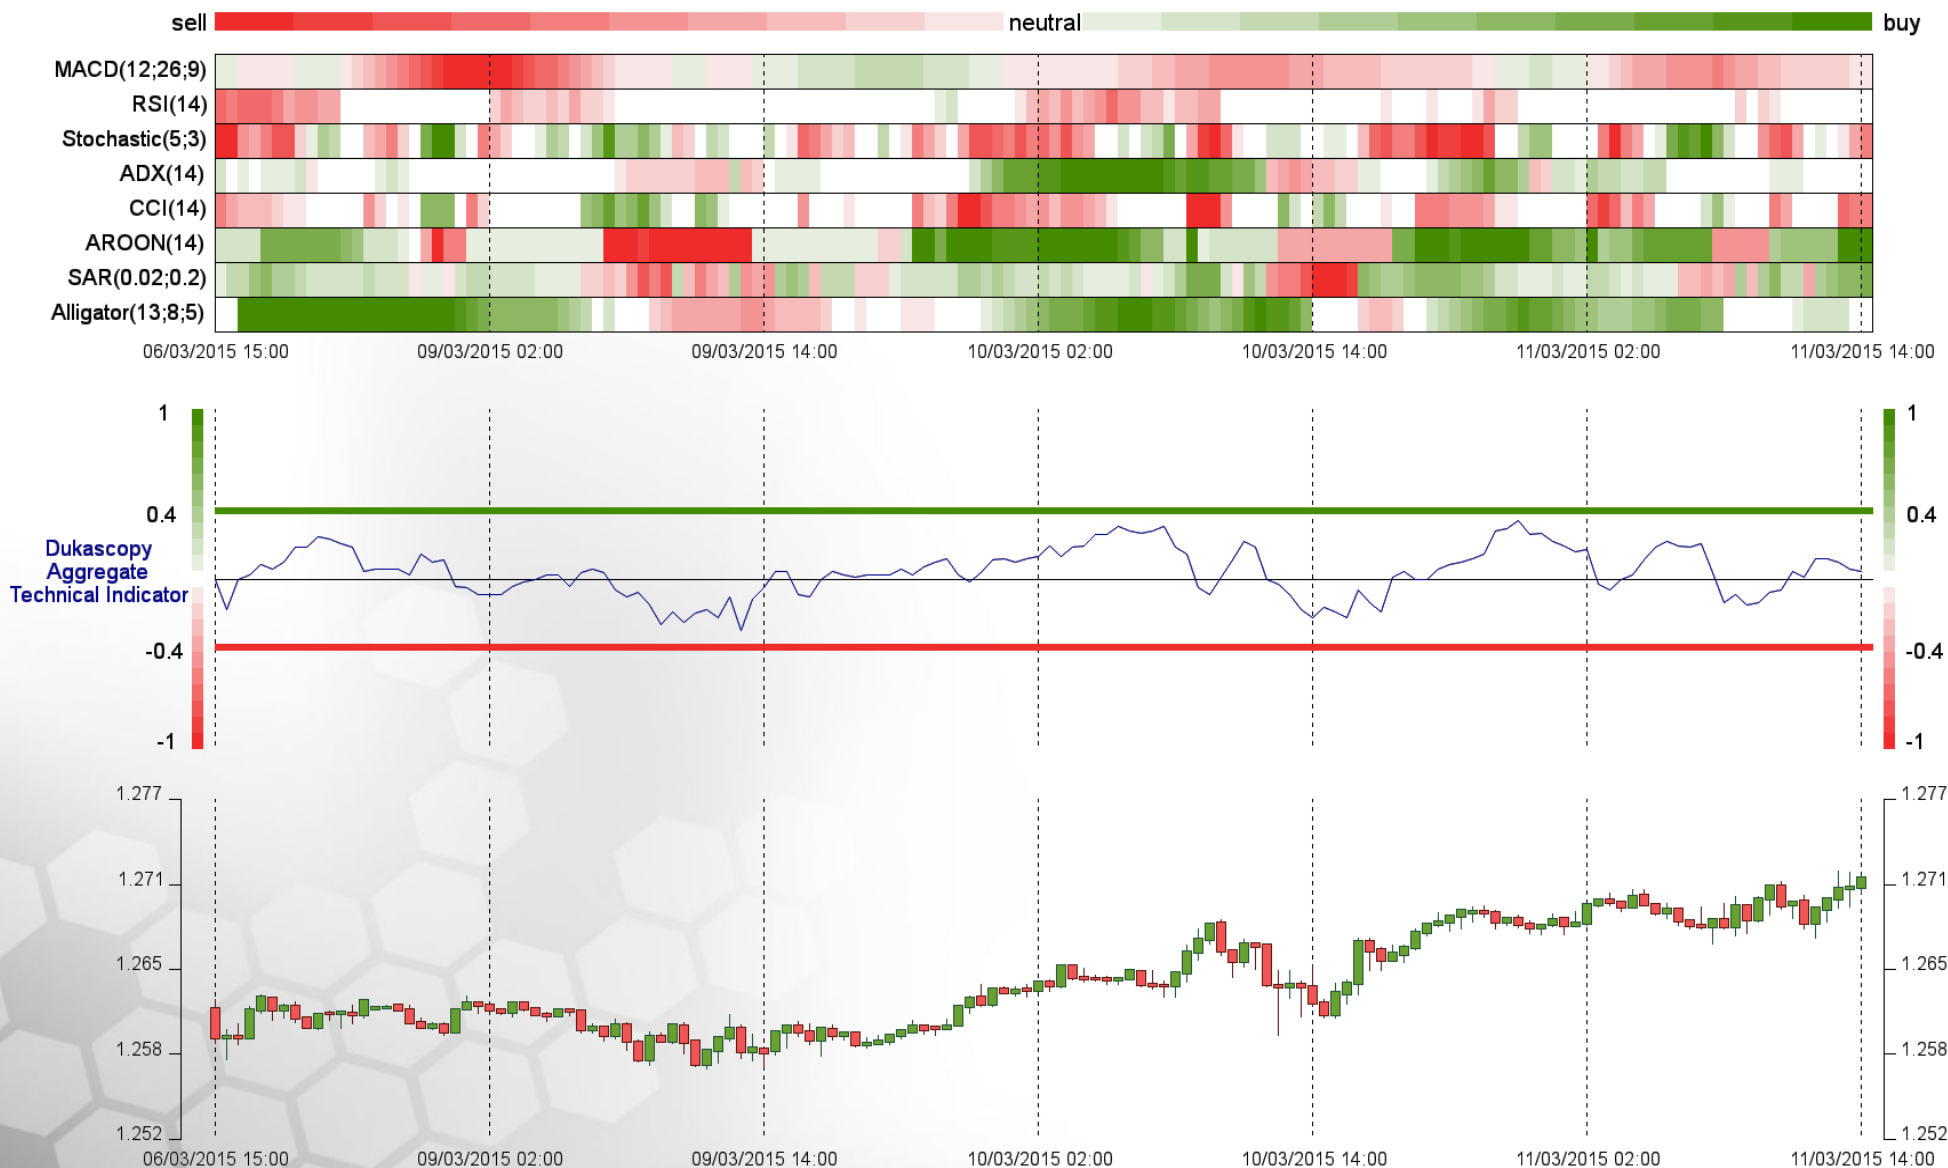 sell neutral buy
MACD(12;26;9)
RSI(14)
Stochastic(5;3)
ADX(14)
CCI(14)
AROON(14)
SAR(0.02;0.2)
Alligator(13;8;5)
06/03/2015 15:00 09/03/2015 02:00 09/03/2015 14:00 10/03/2015 02:00 10/03/2015 14:00 11/03/2015 02:00 11/03/2015 14:00
1 1
0.4 0.4
Dukascopy
Aggregate
Technical Indicator
-0.4 -0.4
-1 -1
1.277 1.277
1.271 1.271
1.265 1.265
1.258 1.258
1.252 1.252
06/03/2015 15:00 09/03/2015 02:00 09/03/2015 14:00 10/03/2015 02:00 10/03/2015 14:00 11/03/2015 02:00 11/03/2015 14:00